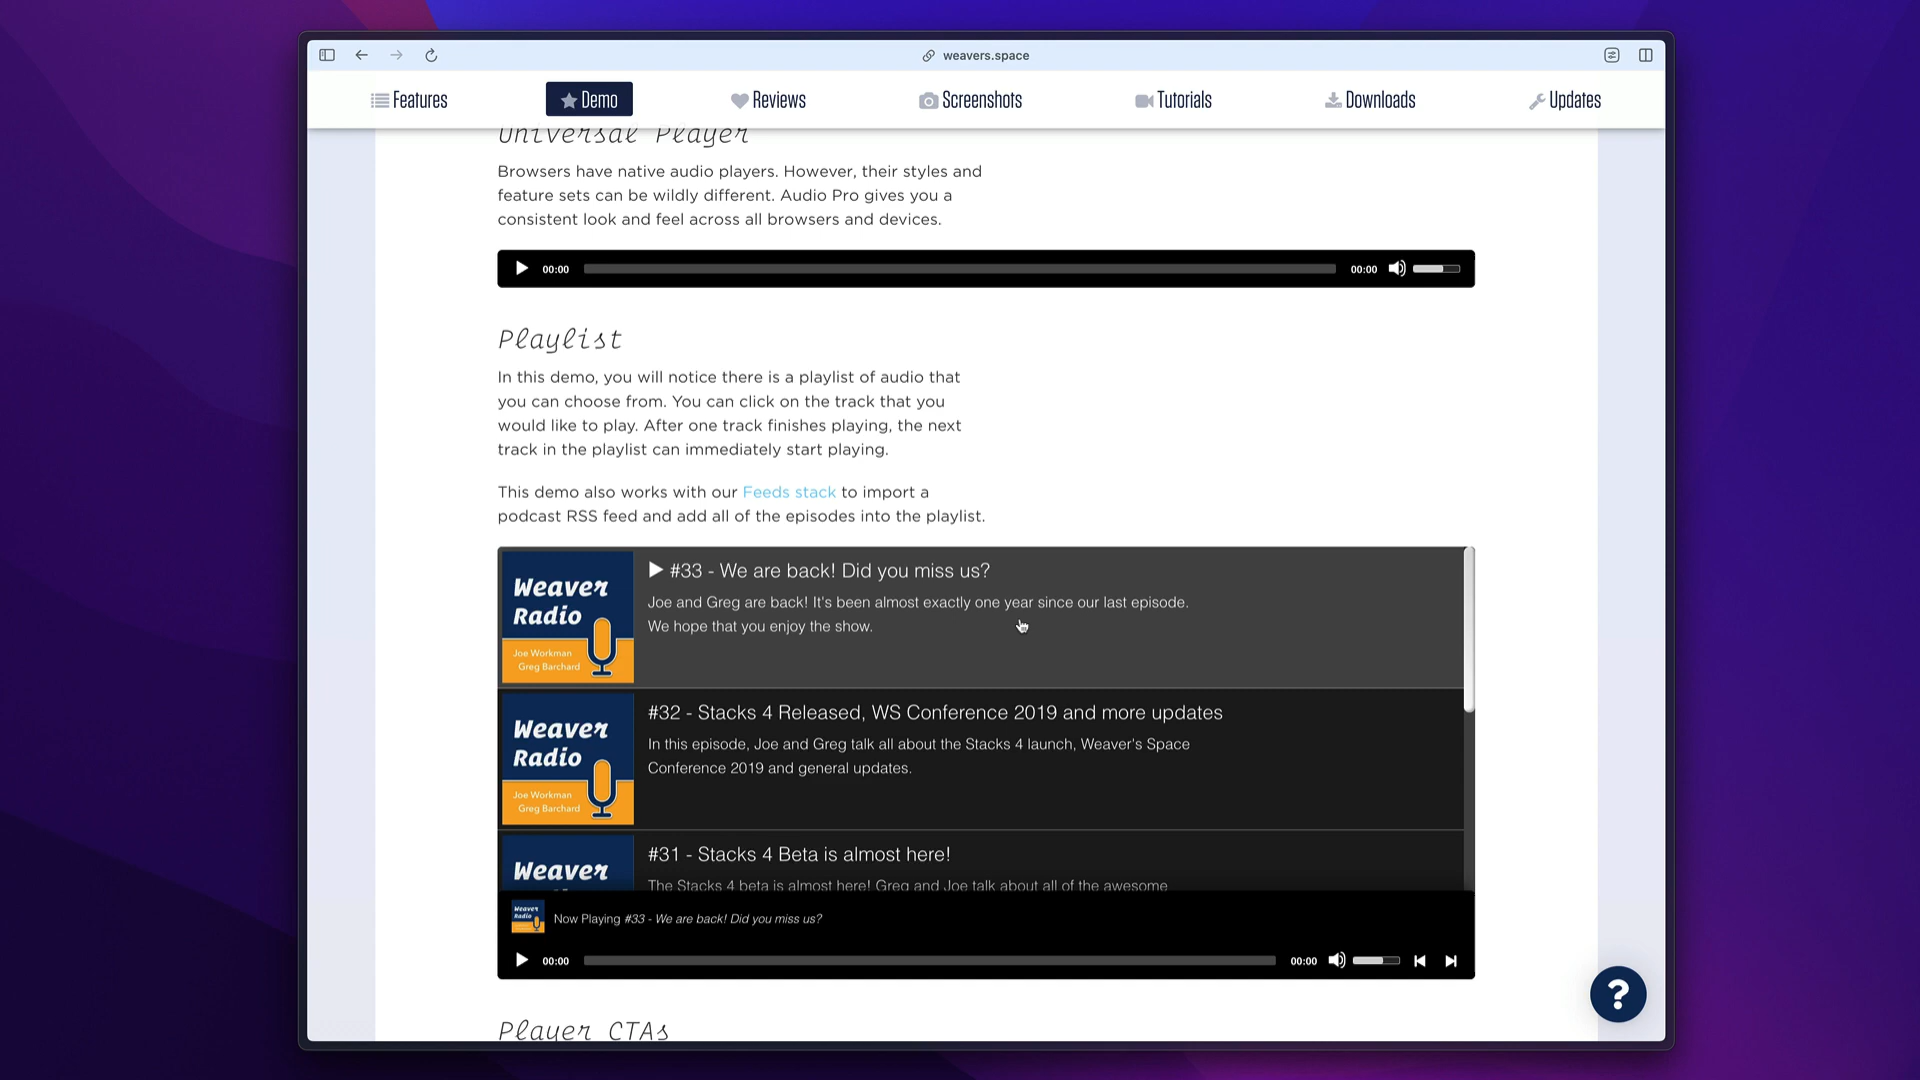 weavers.space
Features
Demo
Reviews
Screenshots
Tutorials
Downloads
Updates
Universal Player
Browsers have native audio players. However, their styles and
feature sets can be wildly different. Audio Pro gives you a
consistent look and feel across all browsers and devices.
00:00
00:00
Playlist
In this demo, you will notice there is a playlist of audio that
you can choose from. You can click on the track that you
would like to play. After one track finishes playing, the next
track in the playlist can immediately start playing.
This demo also works with our Feeds stack to import a
podcast RSS feed and add all of the episodes into the playlist.
Weaver
Radio
Joe Workman
Greg Barchard
#33 - We are back! Did you miss us?
Joe and Greg are back! It's been almost exactly one year since our last episode.
We hope that you enjoy the show.
Weaver
Radio
Joe Workman
Greg Barchard
#32 - Stacks 4 Released, WS Conference 2019 and more updates
In this episode, Joe and Greg talk all about the Stacks 4 launch, Weaver's Space
Conference 2019 and general updates.
Weaver
#31 - Stacks 4 Beta is almost here!
The Stacks 4 beta is almost here! Greg and Joe talk about all of the awesome
Weaver
Radio
Now Playing #33 - We are back! Did you miss us?
00:00
00:00
Player CTAs
?